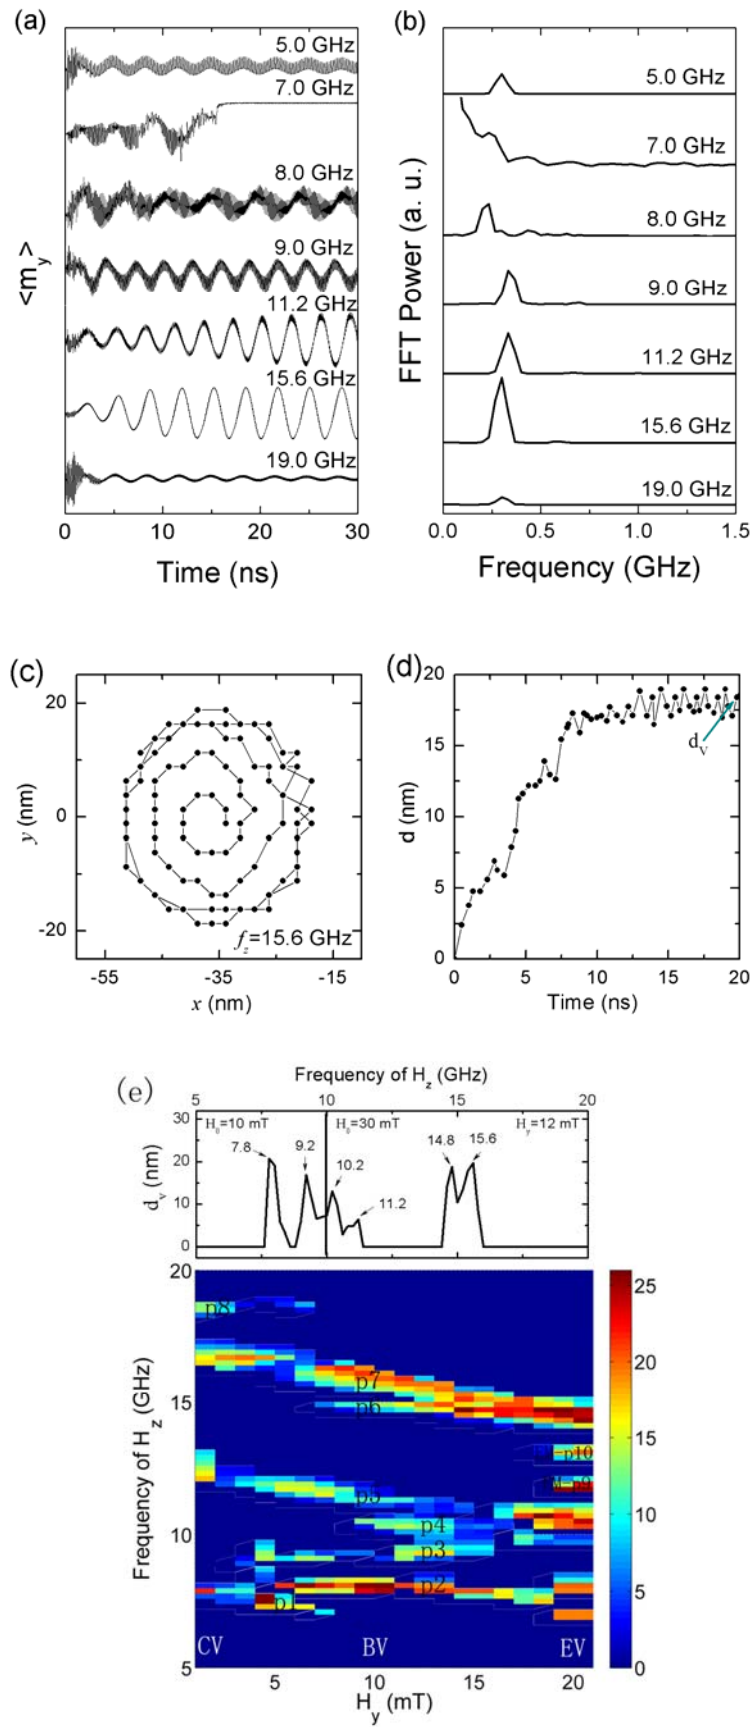 (a)
5.0 GHz
7.0 GHz
8.0 GHz
9.0 GHz
11.2 GHz
15.6 GHz
19.0 GHz
<m_y>
0 10 20 30
Time (ns)
(b)
5.0 GHz
7.0 GHz
8.0 GHz
9.0 GHz
11.2 GHz
15.6 GHz
19.0 GHz
FFT Power (a. u.)
0.0 0.5 1.0 1.5
Frequency (GHz)
(c)
20
0
-20
y (nm)
f_z=15.6 GHz
-55 -35 -15
x (nm)
(d)
20
15
10
5
0
d (nm)
d_v
0 5 10 15 20
Time (ns)
(e)
Frequency of H_z (GHz)
5 10 15 20
30
20
10
0
d_v (nm)
H_0=10 mT
H_0=30 mT
H_y=12 mT
7.8
9.2
10.2
11.2
14.8
15.6
20
15
10
5
Frequency of H_z (GHz)
p8
p7
p6
p5
p4
p3
p2
p
-p10
-p9
CV BV EV
5 10 15 20
H_y (mT)
25
20
15
10
5
0